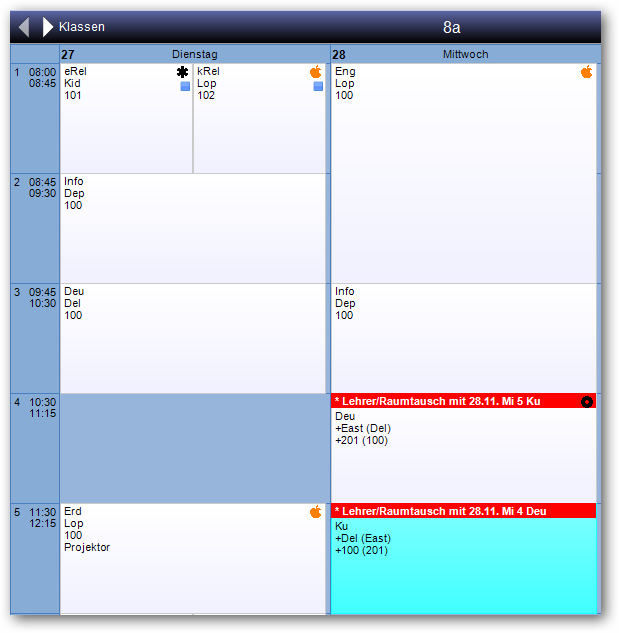 Klassen 8a
27 Dienstag 28 Mittwoch
1 08:00
08:45
eRel
Kid
101
kRel
Lop
102
Eng
Lop
100
2 08:45
09:30
Info
Dep
100
3 09:45
10:30
Deu
Del
100
Info
Dep
100
4 10:30
11:15
* Lehrer/Raumtausch mit 28.11. Mi 5 Ku
Deu
+East (Del)
+201 (100)
5 11:30
12:15
Erd
Lop
100
Projektor
* Lehrer/Raumtausch mit 28.11. Mi 4 Deu
Ku
+Del (East)
+100 (201)